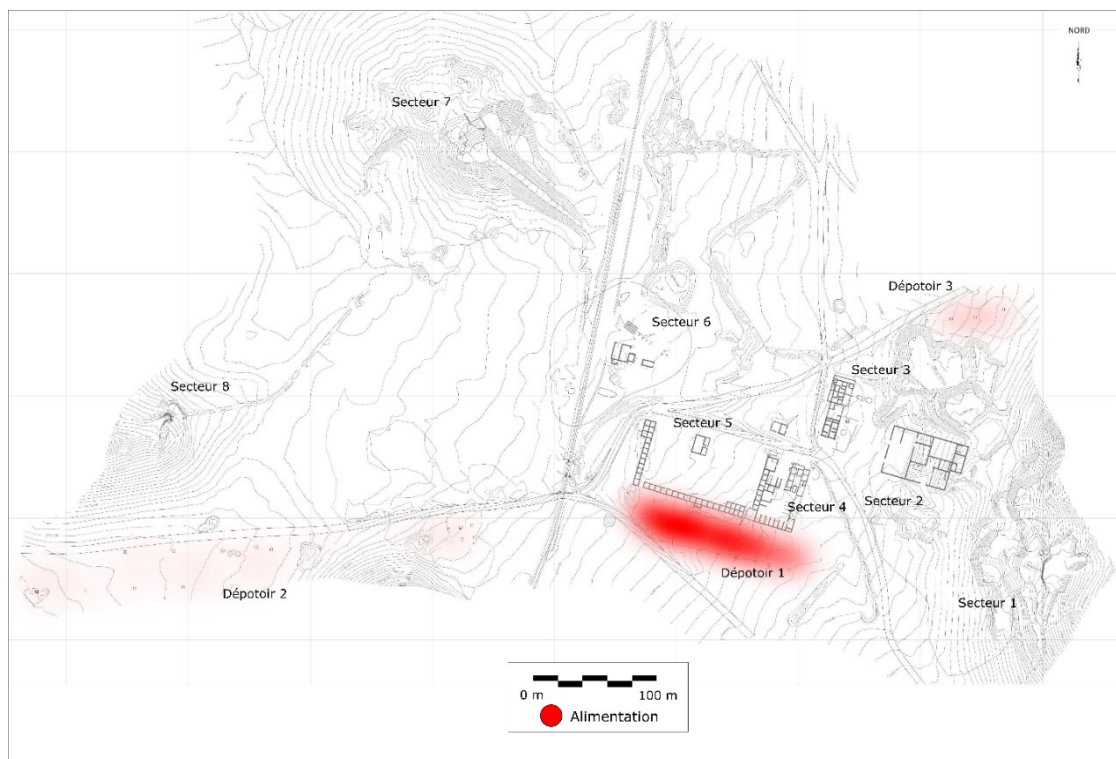 NORD
Secteur 7
Dépotoir 3
Secteur 6
Secteur 3
Secteur 8
Secteur 5
Secteur 4
Secteur 2
Dépotoir 1
Dépotoir 2
Secteur 1
0 m 100 m
Alimentation